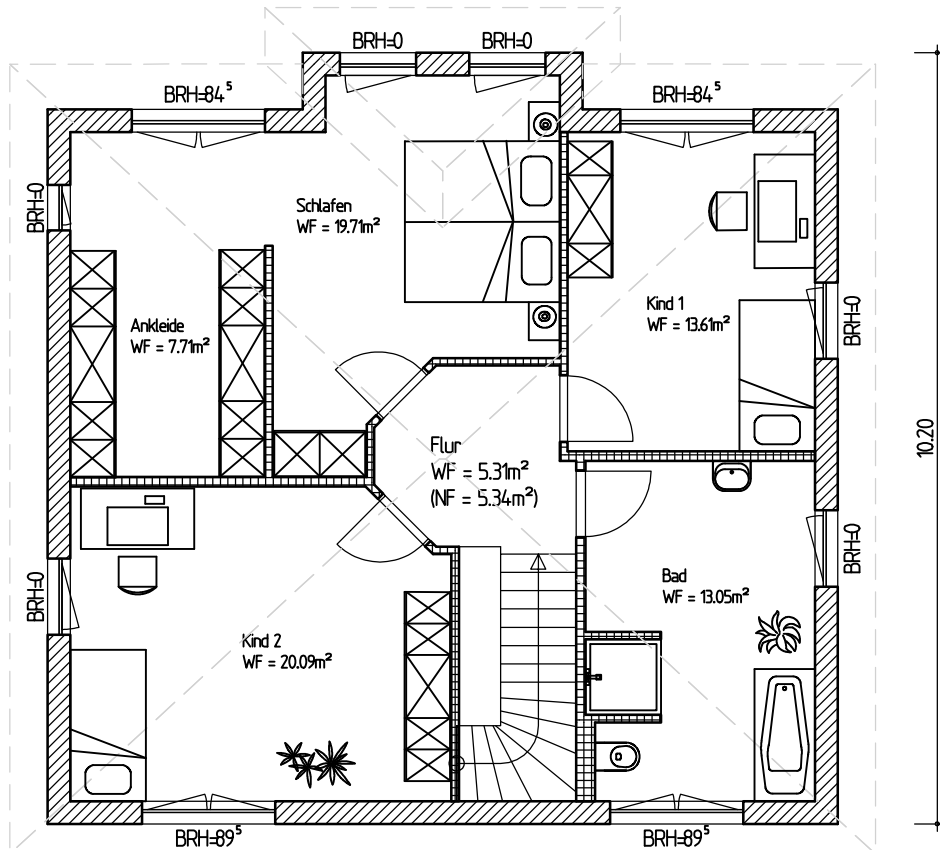 BRH=0
BRH=0
BRH=84⁵
BRH=84⁵
BRH=0
Schlafen
WF = 19.71m²
Kind 1
WF = 13.61m²
BRH=0
Ankleide
WF = 7.71m²
10.20
Flur
WF = 5.31m²
(NF = 5.34m²)
BRH=0
Bad
WF = 13.05m²
BRH=0
Kind 2
WF = 20.09m²
BRH=89⁵
BRH=89⁵